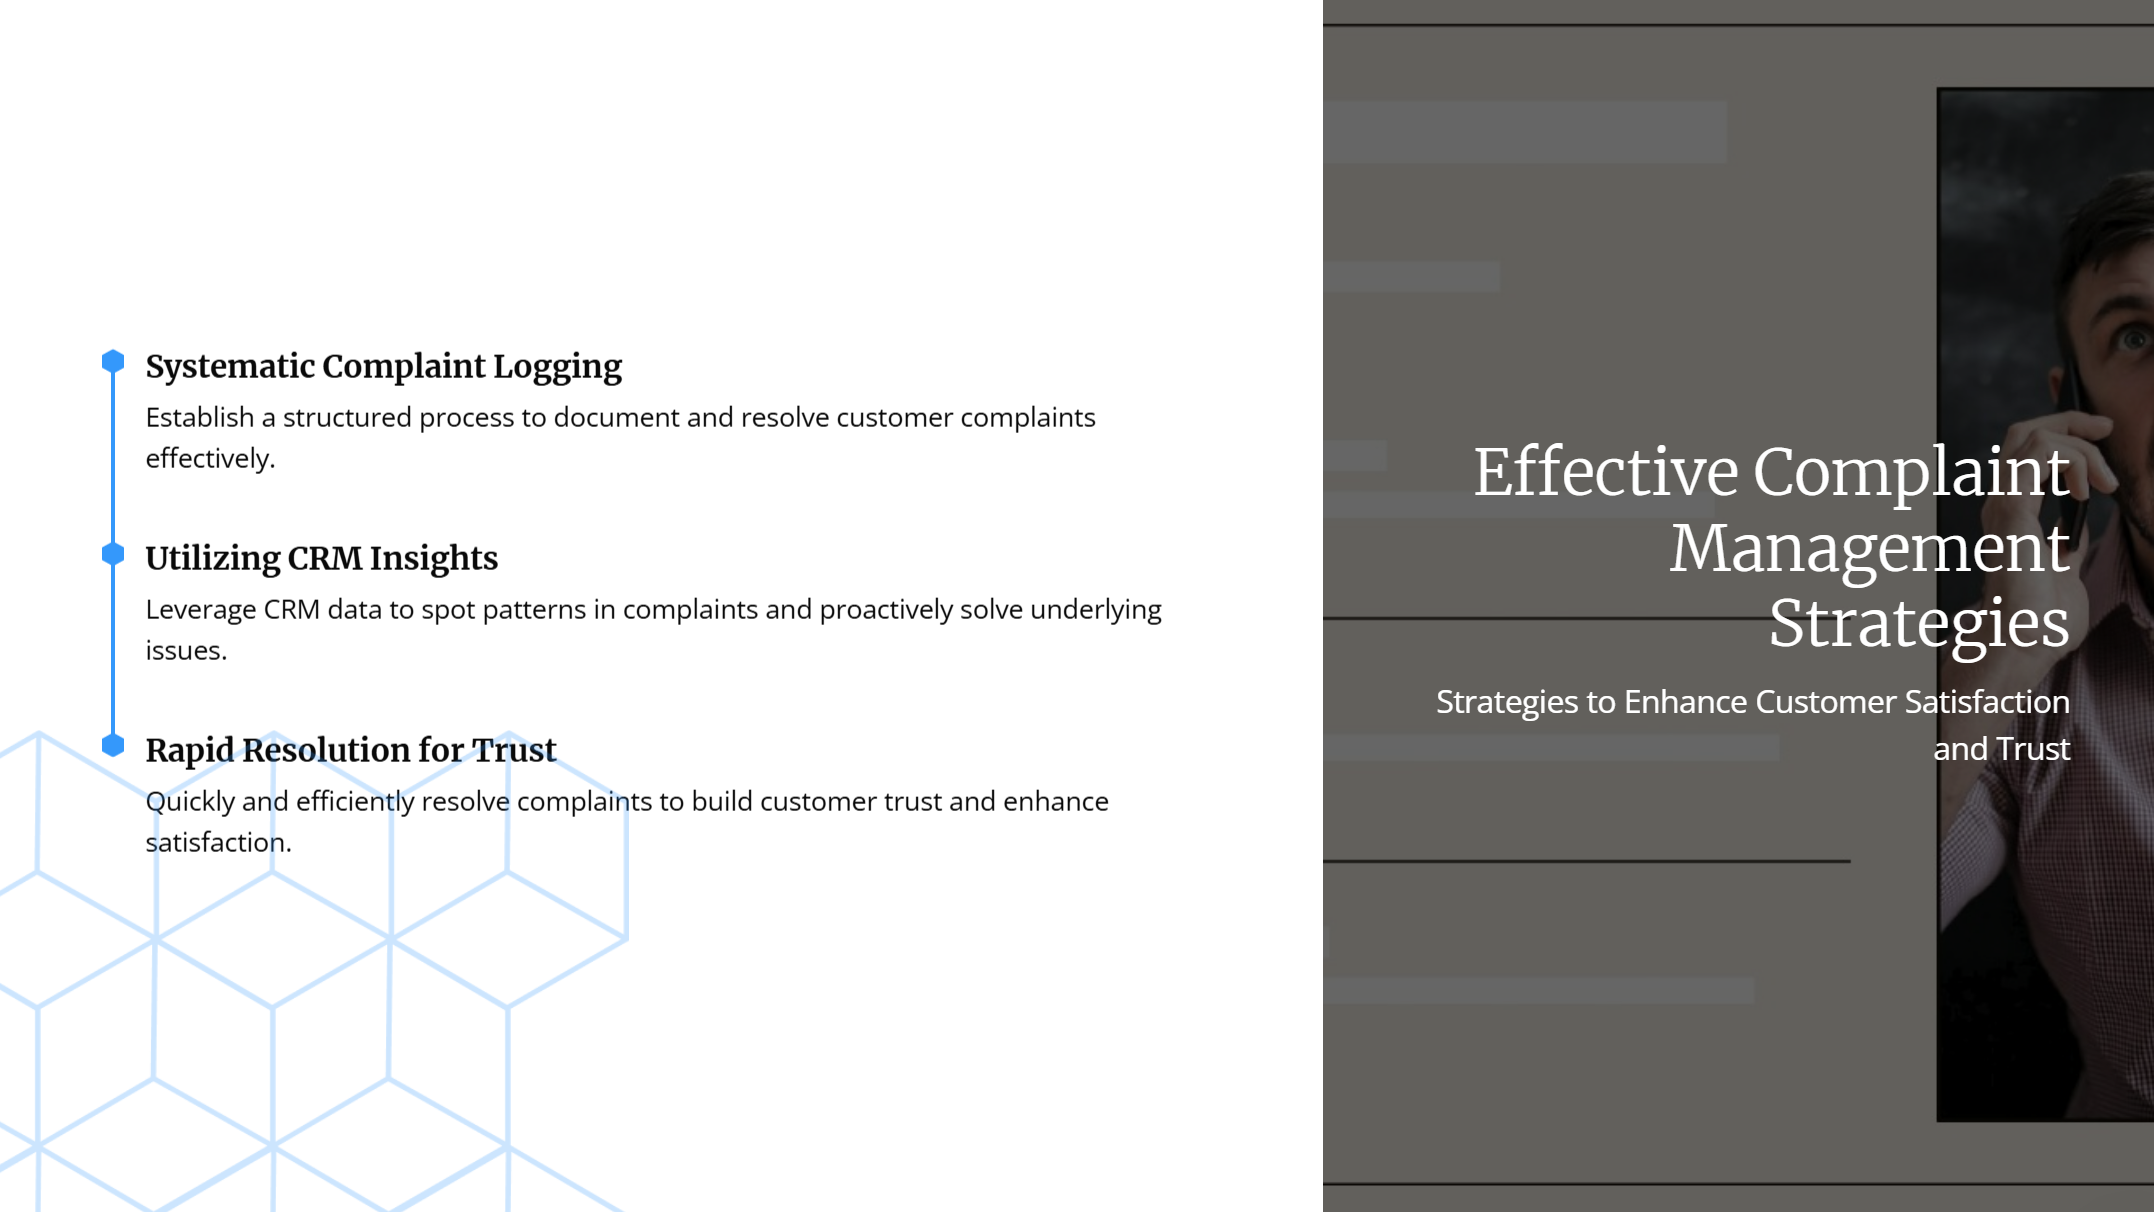 Systematic Complaint Logging
Establish a structured process to document and resolve customer complaints
effectively.
Utilizing CRM Insights
Leverage CRM data to spot patterns in complaints and proactively solve underlying
issues.
Rapid Resolution for Trust
Quickly and efficiently resolve complaints to build customer trust and enhance
satisfaction.
Effective Complaint
Management
Strategies
Strategies to Enhance Customer Satisfaction
and Trust